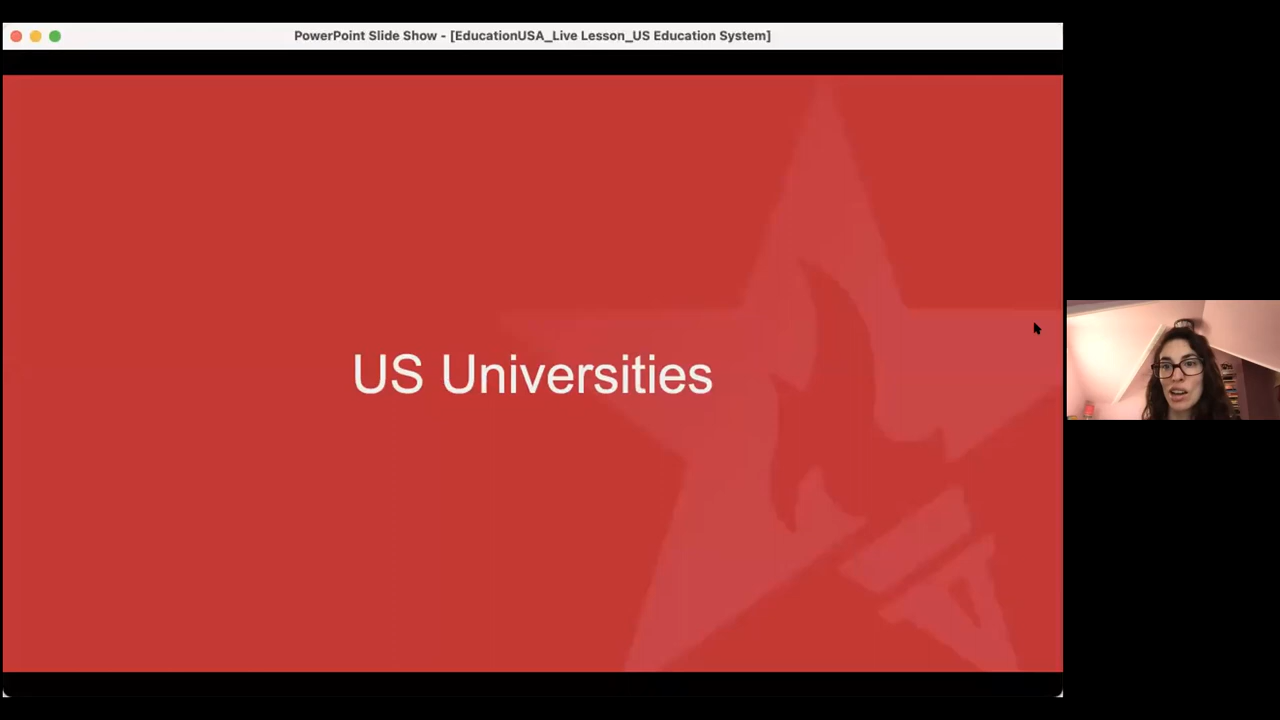 PowerPoint Slide Show - [EducationUSA_Live Lesson_US Education System]
US Universities